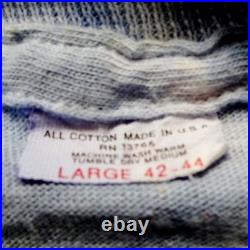 ALL COTTON MADE IN U.S.A.
RN 13765
MACHINE WASH WARM
TUMBLE DRY MEDIUM
LARGE 42-44